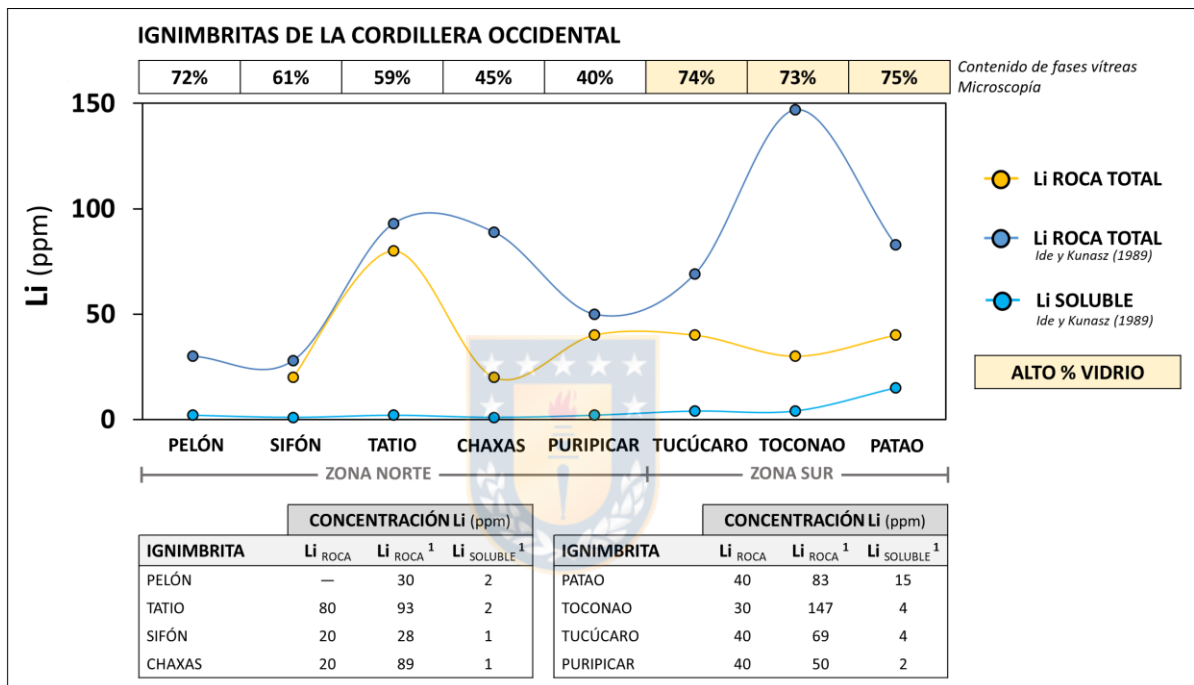 IGNIMBRITAS DE LA CORDILLERA OCCIDENTAL
72% 61% 59% 45% 40% 74% 73% 75%
Contenido de fases vítreas
Microscopía
150
100
50
0
Li (ppm)
Li ROCA TOTAL
Li ROCA TOTAL
Ide y Kunasz (1989)
Li SOLUBLE
Ide y Kunasz (1989)
ALTO % VIDRIO
PELÓN SIFÓN TATIO CHAXAS PURIPICAR TUCÚCARO TOCONAO PATAO
ZONA NORTE ZONA SUR
CONCENTRACIÓN Li (ppm)
IGNIMBRITA Li ROCA Li ROCA 1 Li SOLUBLE 1
PELÓN — 30 2
TATIO 80 93 2
SIFÓN 20 28 1
CHAXAS 20 89 1
CONCENTRACIÓN Li (ppm)
IGNIMBRITA Li ROCA Li ROCA 1 Li SOLUBLE 1
PATAO 40 83 15
TOCONAO 30 147 4
TUCÚCARO 40 69 4
PURIPICAR 40 50 2